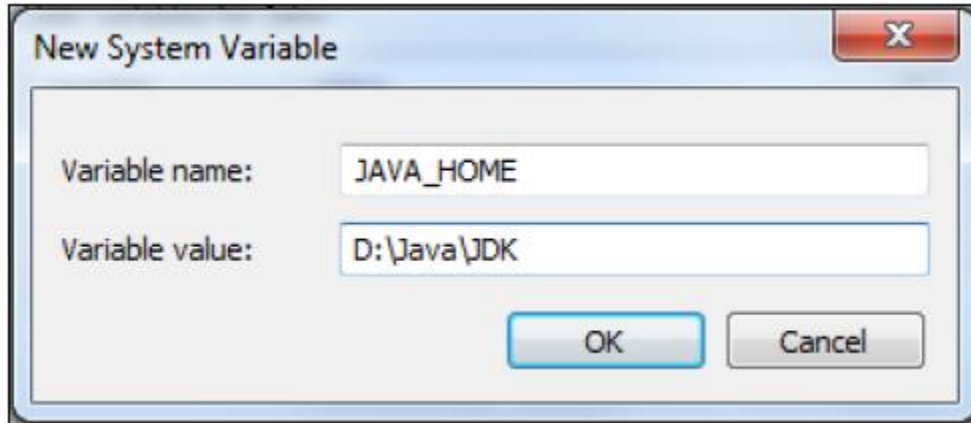 New System Variable
Variable name: JAVA_HOME
Variable value: D:\Java\JDK
OK Cancel